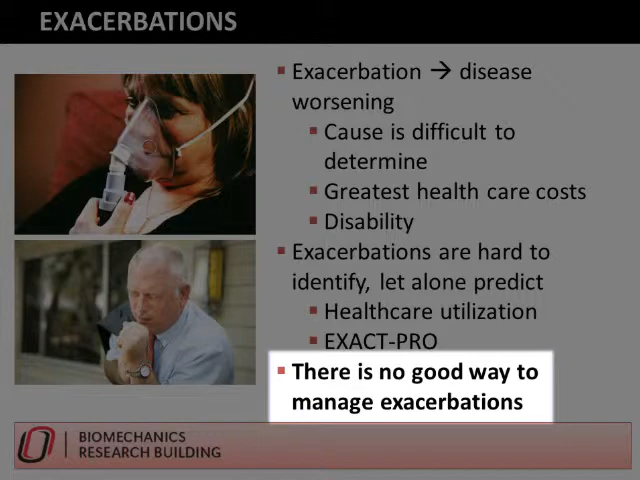 EXACERBATIONS
▪ Exacerbation → disease
worsening
▪ Cause is difficult to
determine
▪ Greatest health care costs
▪ Disability
▪ Exacerbations are hard to
identify, let alone predict
▪ Healthcare utilization
▪ EXACT-PRO
▪ There is no good way to
manage exacerbations
BIOMECHANICS
RESEARCH BUILDING